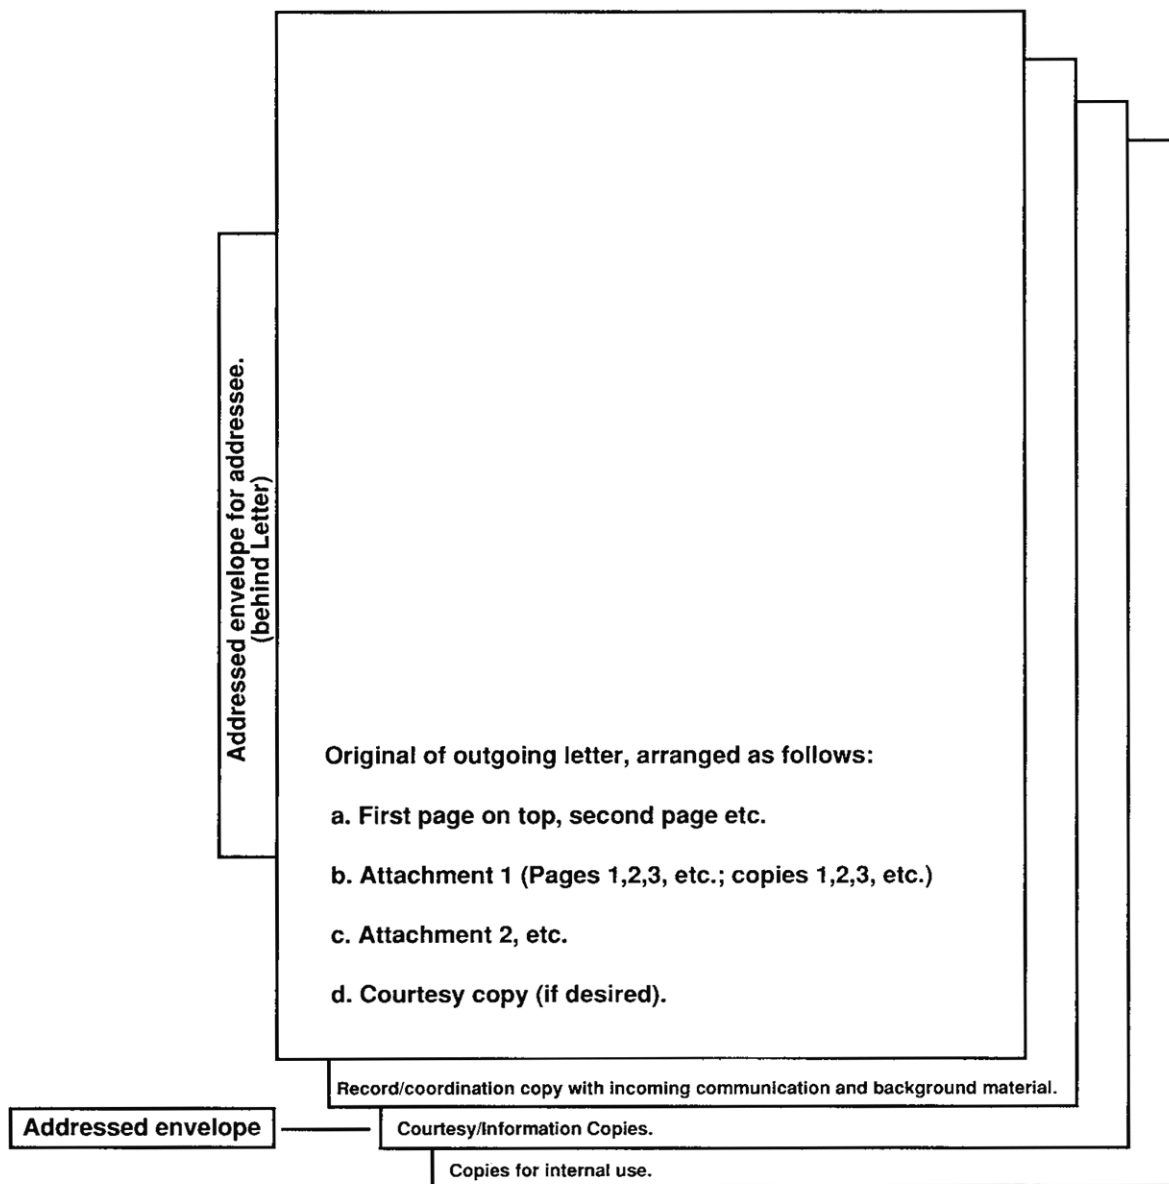 Addressed envelope for addressee.
(behind Letter)
Original of outgoing letter, arranged as follows:
a. First page on top, second page etc.
b. Attachment 1 (Pages 1,2,3, etc.; copies 1,2,3, etc.)
c. Attachment 2, etc.
d. Courtesy copy (if desired).
Record/coordination copy with incoming communication and background material.
Addressed envelope
Courtesy/Information Copies.
Copies for internal use.